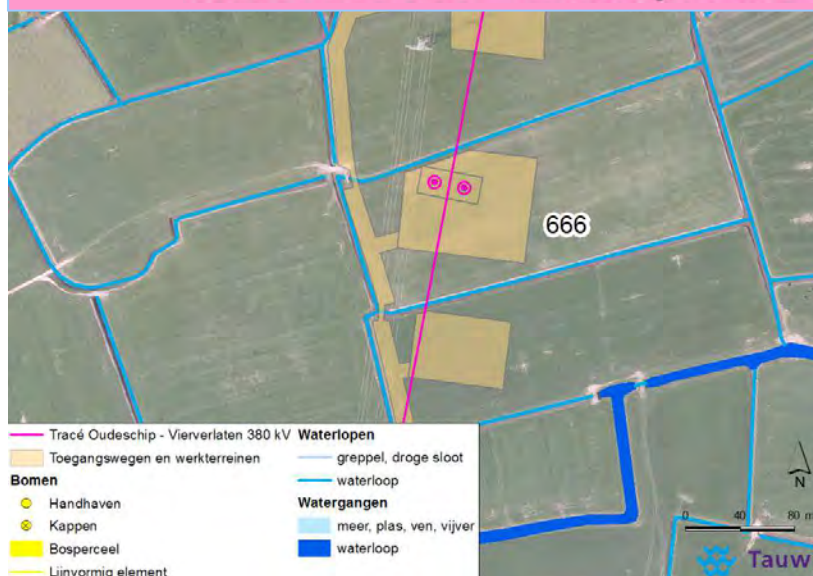 666
Tracé Oudeschip - Vierverlaten 380 kV
Toegangswegen en werkterreinen
Bomen
Handhaven
Kappen
Bosperceel
Lijnvormig element
Waterlopen
greppel, droge sloot
waterloop
Watergangen
meer, plas, ven, vijver
waterloop
N
0 40 80 m
Tauw